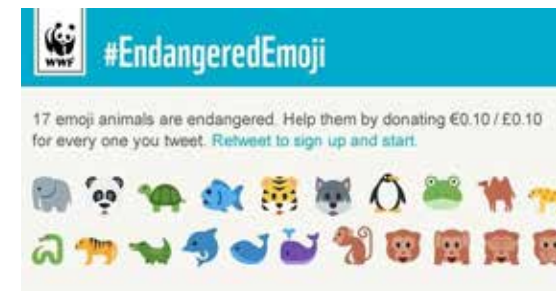 WWF
#EndangeredEmoji
17 emoji animals are endangered. Help them by donating €0.10 / £0.10
for every one you tweet. Retweet to sign up and start.